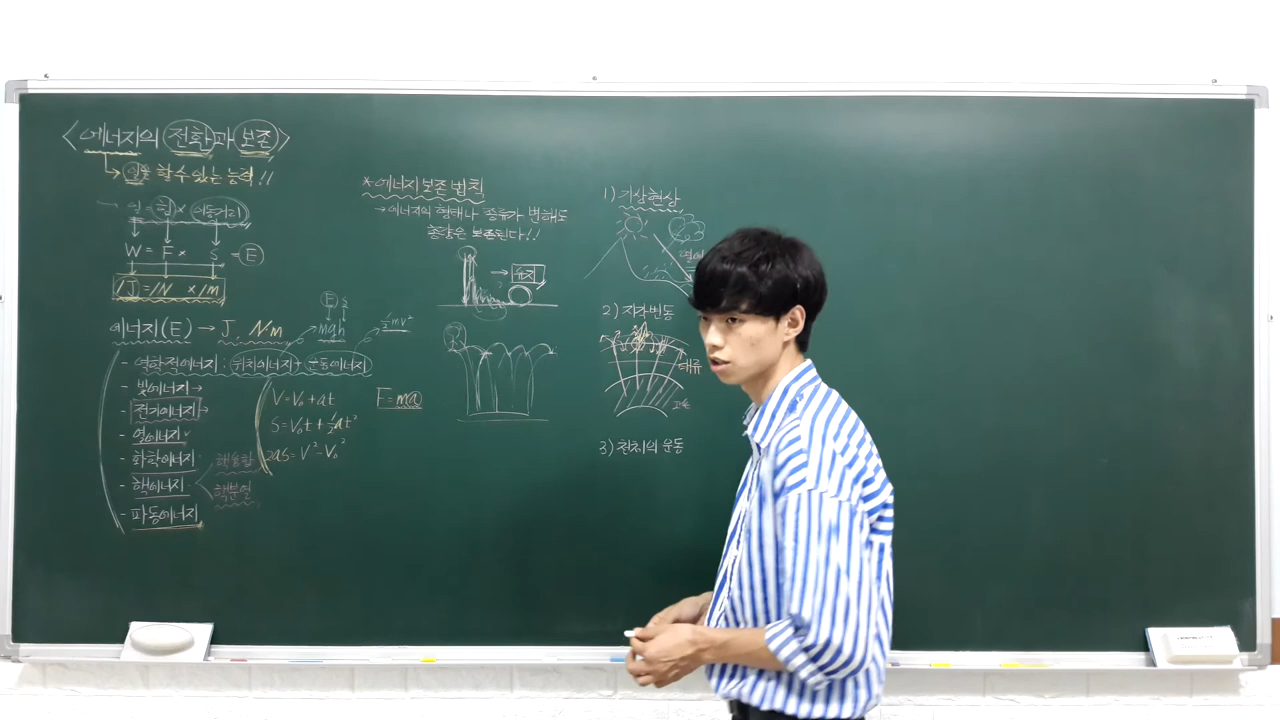 <에너지의 전환과 보존>
→ 일을 할 수 있는 능력!!
일 = 힘 × 이동거리
W = F × S = E
1J = 1N × 1m
에너지(E) → J N·m
F S
mgh
½mv²
- 역학적에너지 : 위치에너지 + 운동에너지
- 빛에너지 →
- 전기에너지 →
- 열에너지
- 화학에너지
- 핵에너지
핵융합
핵분열
- 파동에너지
V = V₀ + at
S = V₀t + ½at²
2as = V² - V₀²
F = ma
* 에너지 보존 법칙
→ 에너지의 형태나 종류가 변해도
총량은 보존된다!!
→
1) 기상현상
2) 지각변동
대류
3) 천체의 운동